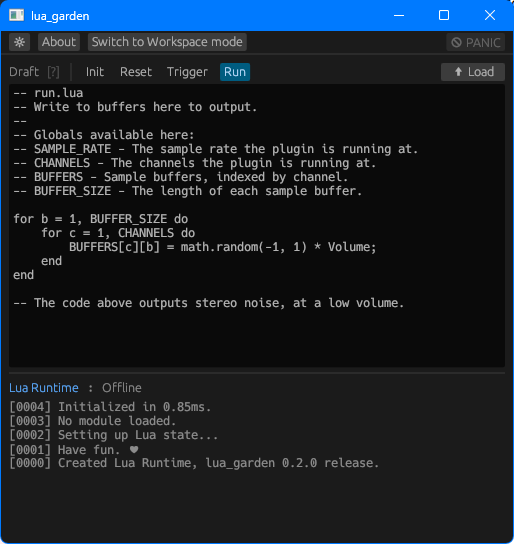 lua_garden
About Switch to Workspace mode PANIC
Draft [?] Init Reset Trigger Run Load
-- run.lua
-- Write to buffers here to output.
--
-- Globals available here:
-- SAMPLE_RATE - The sample rate the plugin is running at.
-- CHANNELS - The channels the plugin is running at.
-- BUFFERS - Sample buffers, indexed by channel.
-- BUFFER_SIZE - The length of each sample buffer.
for b = 1, BUFFER_SIZE do
    for c = 1, CHANNELS do
        BUFFERS[c][b] = math.random(-1, 1) * Volume;
    end
end
-- The code above outputs stereo noise, at a low volume.
Lua Runtime : Offline
[0004] Initialized in 0.85ms.
[0003] No module loaded.
[0002] Setting up Lua state...
[0001] Have fun. ♥
[0000] Created Lua Runtime, lua_garden 0.2.0 release.